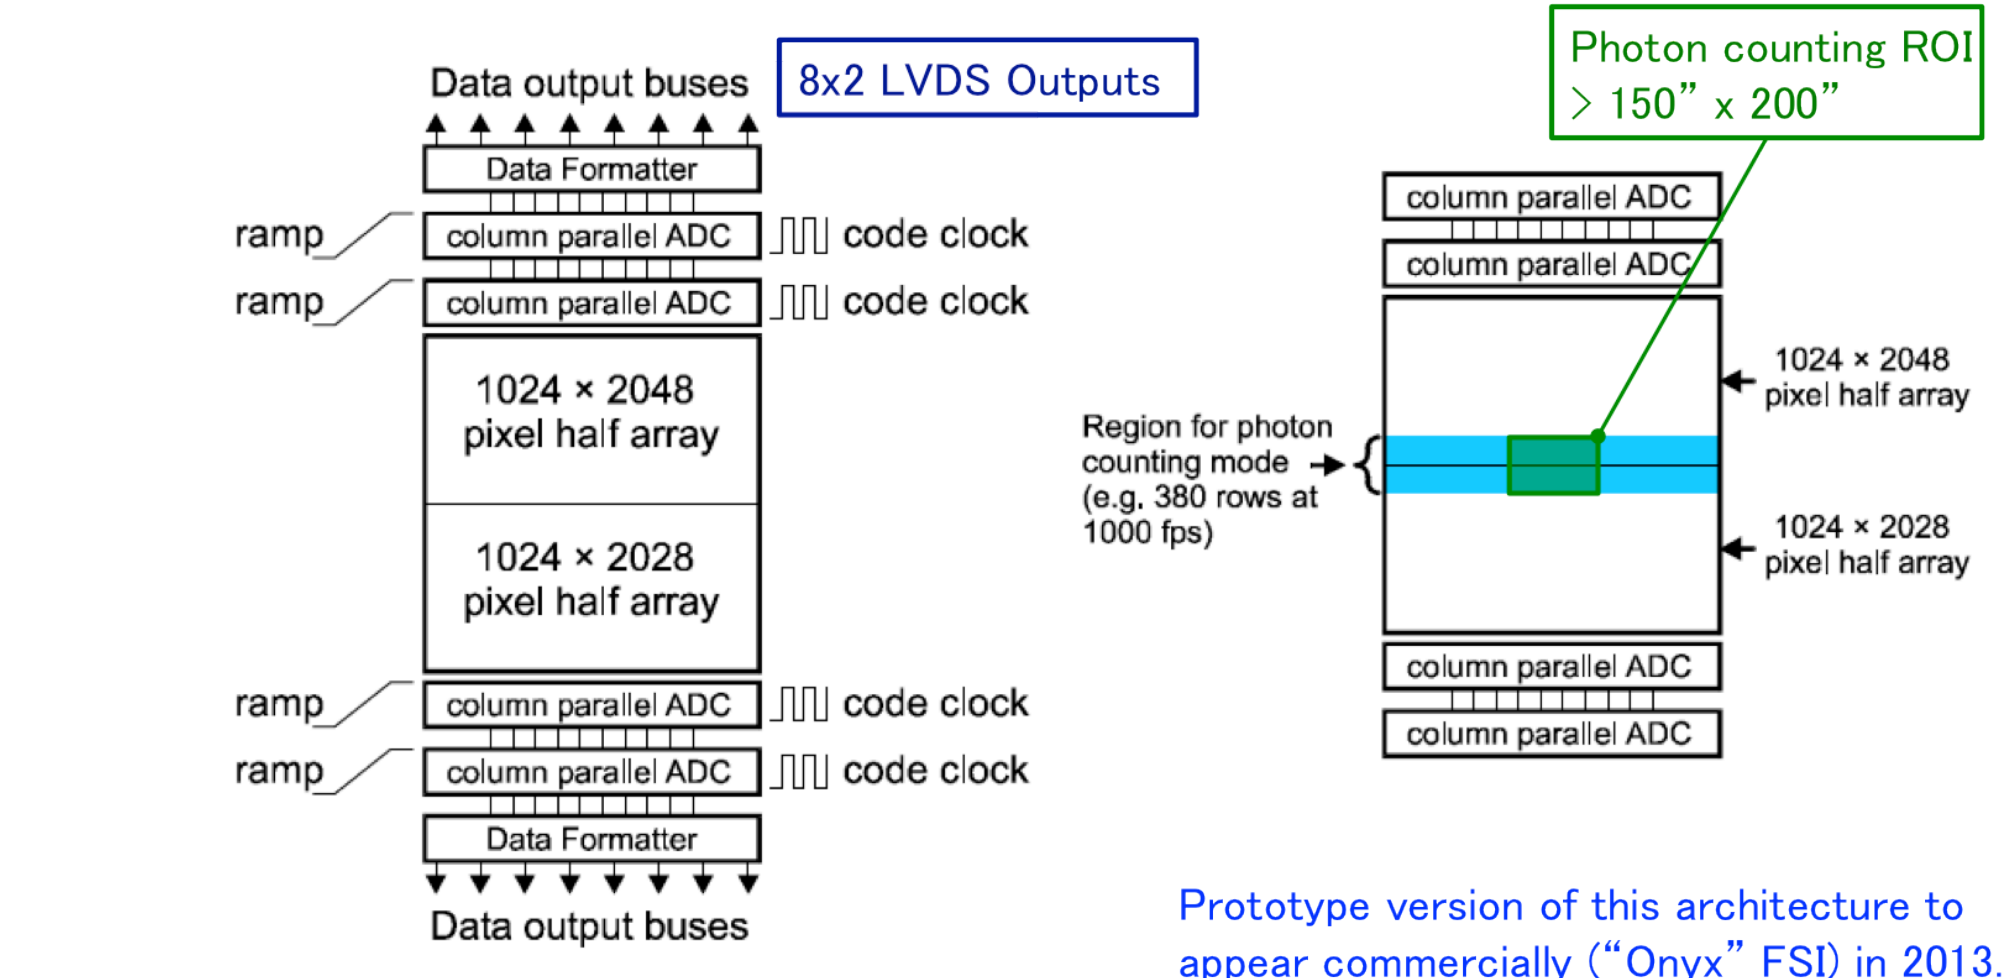 Data output buses
8x2 LVDS Outputs
Data Formatter
ramp
column parallel ADC
code clock
ramp
column parallel ADC
code clock
1024 × 2048
pixel half array
1024 × 2028
pixel half array
ramp
column parallel ADC
code clock
ramp
column parallel ADC
code clock
Data Formatter
Data output buses
Photon counting ROI
> 150” x 200”
column parallel ADC
column parallel ADC
1024 × 2048
pixel half array
Region for photon
counting mode
(e.g. 380 rows at
1000 fps)
1024 × 2028
pixel half array
column parallel ADC
column parallel ADC
Prototype version of this architecture to
appear commercially (“Onyx” FSI) in 2013.